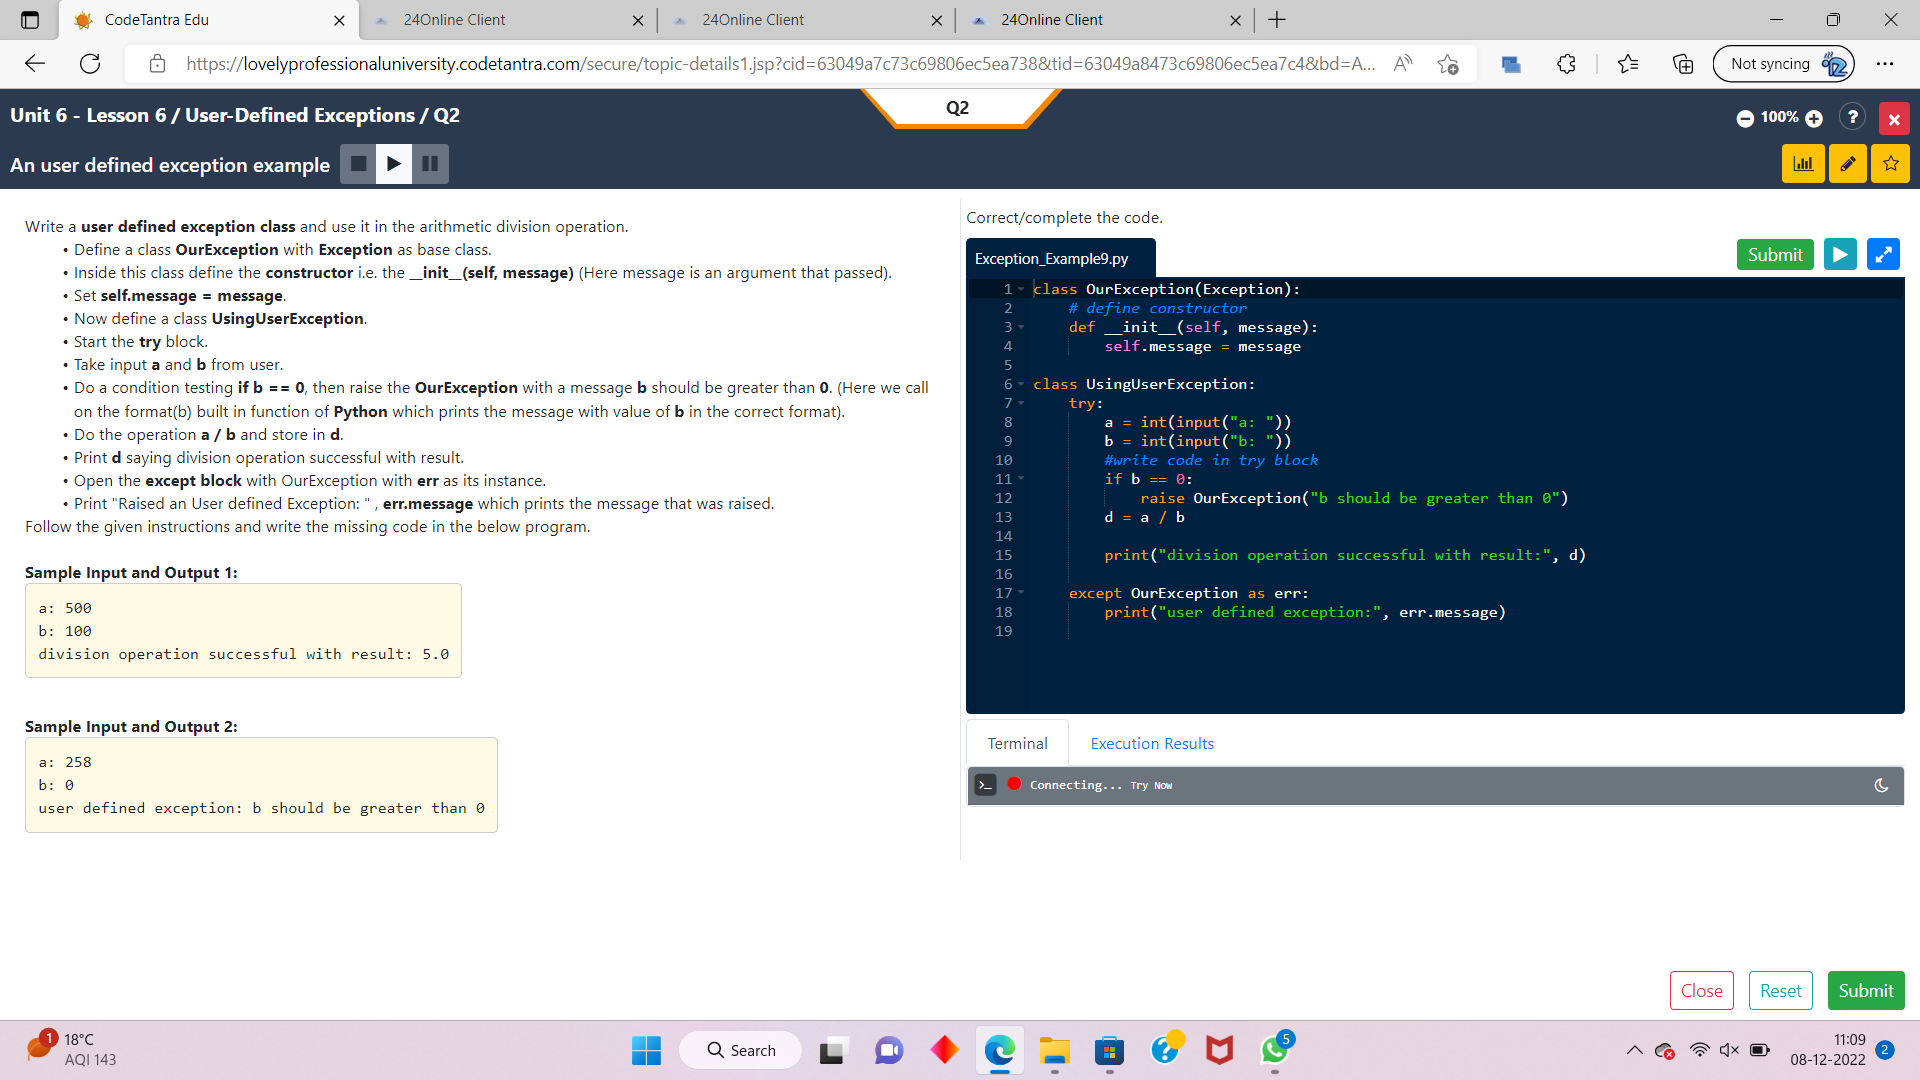 CodeTantra Edu
24Online Client
24Online Client
24Online Client
https://lovelyprofessionaluniversity.codetantra.com/secure/topic-details1.jsp?cid=63049a7c73c69806ec5ea738&tid=63049a8473c69806ec5ea7c4&bd=A...
Not syncing
Unit 6 - Lesson 6 / User-Defined Exceptions / Q2
Q2
100%
?
An user defined exception example
Write a user defined exception class and use it in the arithmetic division operation.
• Define a class OurException with Exception as base class.
• Inside this class define the constructor i.e. the __init__(self, message) (Here message is an argument that passed).
• Set self.message = message.
• Now define a class UsingUserException.
• Start the try block.
• Take input a and b from user.
• Do a condition testing if b == 0, then raise the OurException with a message b should be greater than 0. (Here we call
on the format(b) built in function of Python which prints the message with value of b in the correct format).
• Do the operation a / b and store in d.
• Print d saying division operation successful with result.
• Open the except block with OurException with err as its instance.
• Print "Raised an User defined Exception: " , err.message which prints the message that was raised.
Follow the given instructions and write the missing code in the below program.
Sample Input and Output 1:
a: 500
b: 100
division operation successful with result: 5.0
Sample Input and Output 2:
a: 258
b: 0
user defined exception: b should be greater than 0
Correct/complete the code.
Exception_Example9.py
Submit
1 class OurException(Exception):
2 # define constructor
3 def __init__(self, message):
4 self.message = message
5
6 class UsingUserException:
7 try:
8 a = int(input("a: "))
9 b = int(input("b: "))
10 #write code in try block
11 if b == 0:
12 raise OurException("b should be greater than 0")
13 d = a / b
14
15 print("division operation successful with result:", d)
16
17 except OurException as err:
18 print("user defined exception:", err.message)
19
Terminal
Execution Results
Connecting... Try Now
Close
Reset
Submit
1
18°C
AQI 143
Search
5
11:09
08-12-2022
2